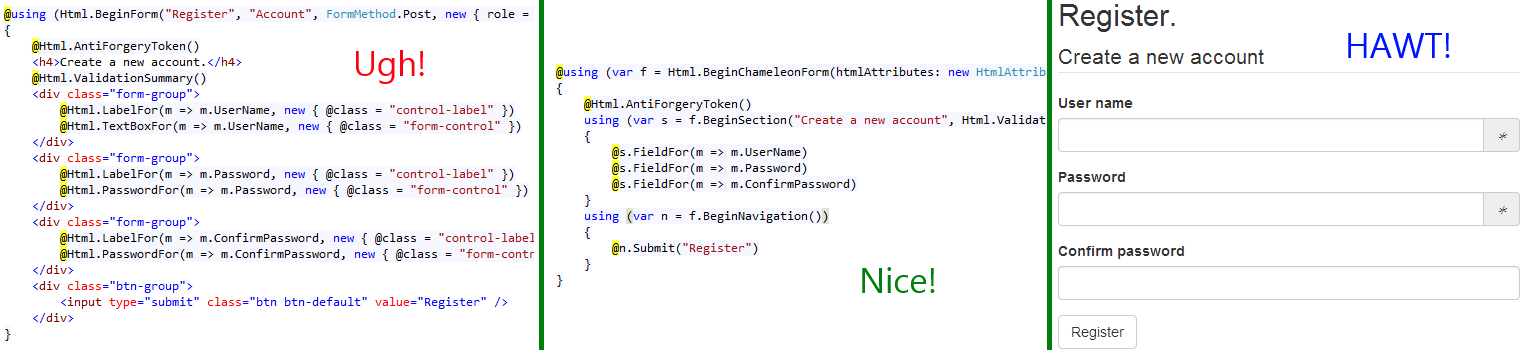 @using (Html.BeginForm("Register", "Account", FormMethod.Post, new { role =
{
@Html.AntiForgeryToken()
<h4>Create a new account.</h4>
@Html.ValidationSummary()
<div class="form-group">
@Html.LabelFor(m => m.UserName, new { @class = "control-label" })
@Html.TextBoxFor(m => m.UserName, new { @class = "form-control" })
</div>
<div class="form-group">
@Html.LabelFor(m => m.Password, new { @class = "control-label" })
@Html.PasswordFor(m => m.Password, new { @class = "form-control" })
</div>
<div class="form-group">
@Html.LabelFor(m => m.ConfirmPassword, new { @class = "control-label
@Html.PasswordFor(m => m.ConfirmPassword, new { @class = "form-contr
</div>
<div class="btn-group">
<input type="submit" class="btn btn-default" value="Register" />
</div>
}
Ugh!
@using (var f = Html.BeginChameleonForm(htmlAttributes: new HtmlAttrib
{
@Html.AntiForgeryToken()
using (var s = f.BeginSection("Create a new account", Html.Validat
{
@s.FieldFor(m => m.UserName)
@s.FieldFor(m => m.Password)
@s.FieldFor(m => m.ConfirmPassword)
}
using (var n = f.BeginNavigation())
{
@n.Submit("Register")
}
}
Nice!
Register.
HAWT!
Create a new account
User name
*
Password
*
Confirm password
Register